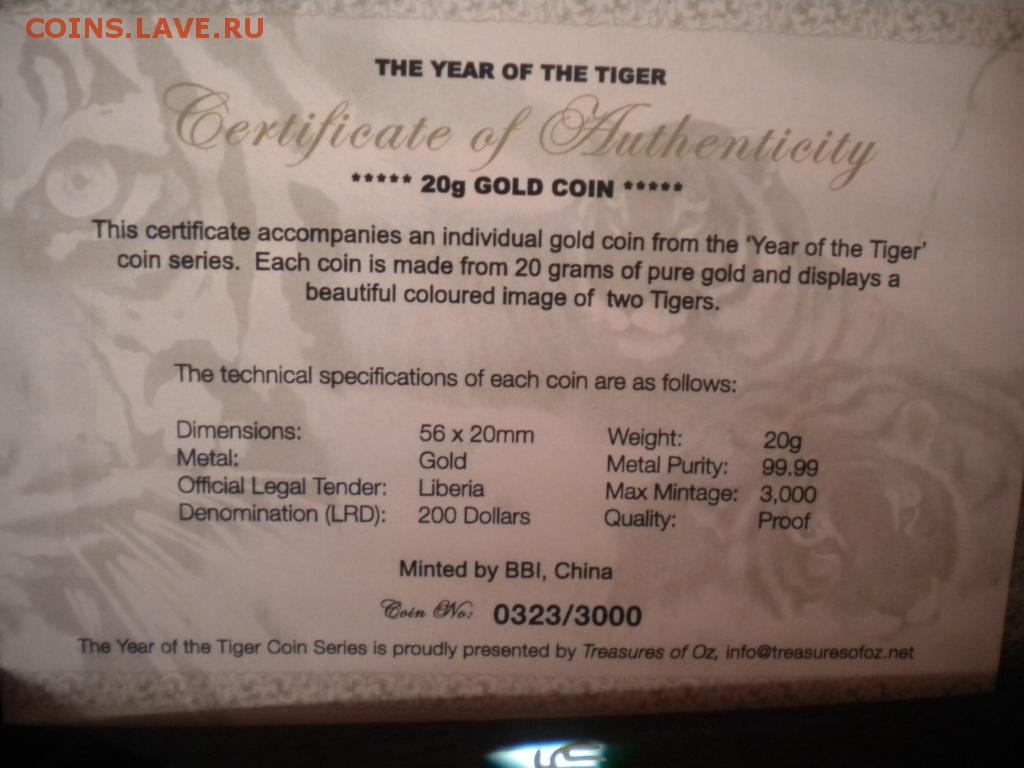 COINS.LAVE.RU
THE YEAR OF THE TIGER
Certificate of Authenticity
***** 20g GOLD COIN *****
This certificate accompanies an individual gold coin from the ‘Year of the Tiger’
coin series.  Each coin is made from 20 grams of pure gold and displays a
beautiful coloured image of  two Tigers.
The technical specifications of each coin are as follows:
Dimensions: 56 x 20mm Weight: 20g
Metal: Gold Metal Purity: 99.99
Official Legal Tender: Liberia Max Mintage: 3,000
Denomination (LRD): 200 Dollars Quality: Proof
Minted by BBI, China
Coin No: 0323/3000
The Year of the Tiger Coin Series is proudly presented by Treasures of Oz, info@treasuresofoz.net